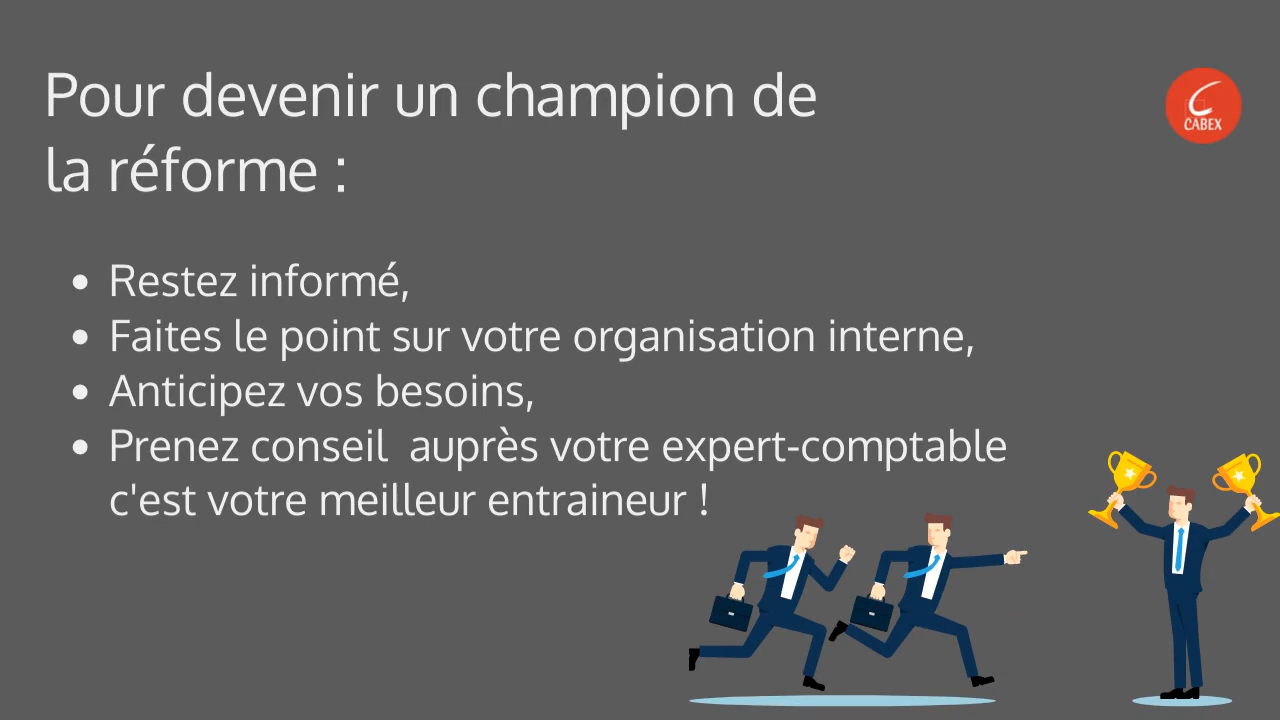 Pour devenir un champion de
la réforme :
CABEX
• Restez informé,
• Faites le point sur votre organisation interne,
• Anticipez vos besoins,
• Prenez conseil  auprès votre expert-comptable
c'est votre meilleur entraineur !